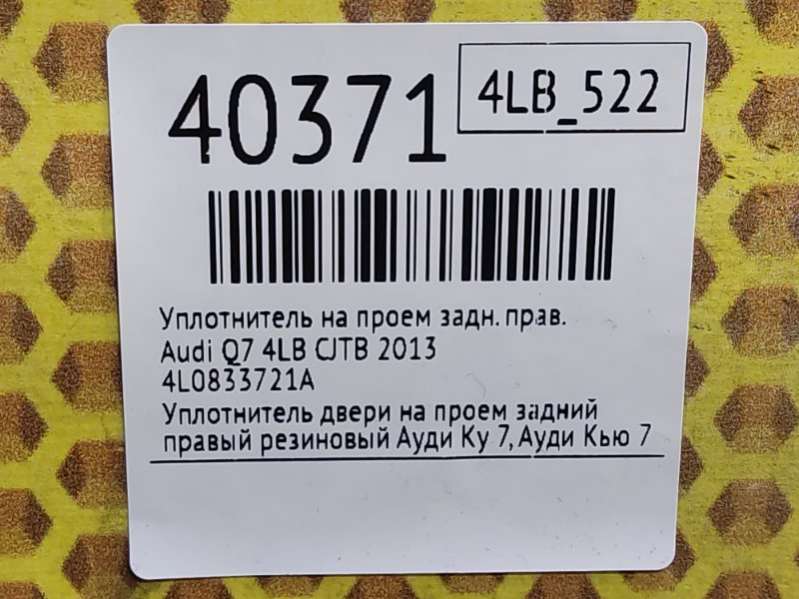 40371
4LB_522
Уплотнитель на проем задн. прав.
Audi Q7 4LB CJTB 2013
4L0833721A
Уплотнитель двери на проем задний
правый резиновый Ауди Ку 7, Ауди Кью 7